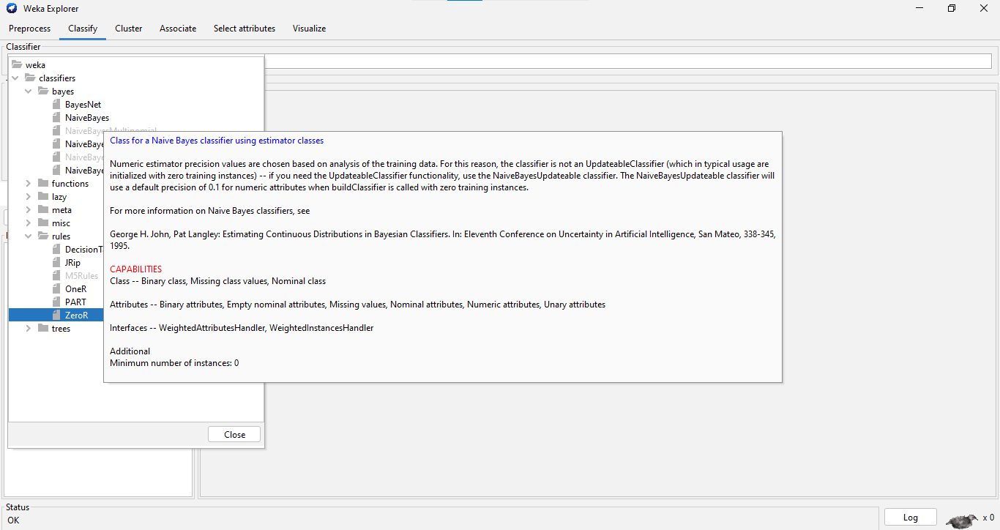 Weka Explorer
Preprocess Classify Cluster Associate Select attributes Visualize
Classifier
weka
classifiers
bayes
BayesNet
NaiveBayes
NaiveBayesMultinomial
NaiveBaye
NaiveBaye
NaiveBaye
functions
lazy
meta
misc
rules
DecisionTa
JRip
M5Rules
OneR
PART
ZeroR
trees
Class for a Naive Bayes classifier using estimator classes
Numeric estimator precision values are chosen based on analysis of the training data. For this reason, the classifier is not an UpdateableClassifier (which in typical usage are
initialized with zero training instances) -- if you need the UpdateableClassifier functionality, use the NaiveBayesUpdateable classifier. The NaiveBayesUpdateable classifier will
use a default precision of 0.1 for numeric attributes when buildClassifier is called with zero training instances.
For more information on Naive Bayes classifiers, see
George H. John, Pat Langley: Estimating Continuous Distributions in Bayesian Classifiers. In: Eleventh Conference on Uncertainty in Artificial Intelligence, San Mateo, 338-345,
1995.
CAPABILITIES
Class -- Binary class, Missing class values, Nominal class
Attributes -- Binary attributes, Empty nominal attributes, Missing values, Nominal attributes, Numeric attributes, Unary attributes
Interfaces -- WeightedAttributesHandler, WeightedInstancesHandler
Additional
Minimum number of instances: 0
Close
Status
OK
Log
x 0